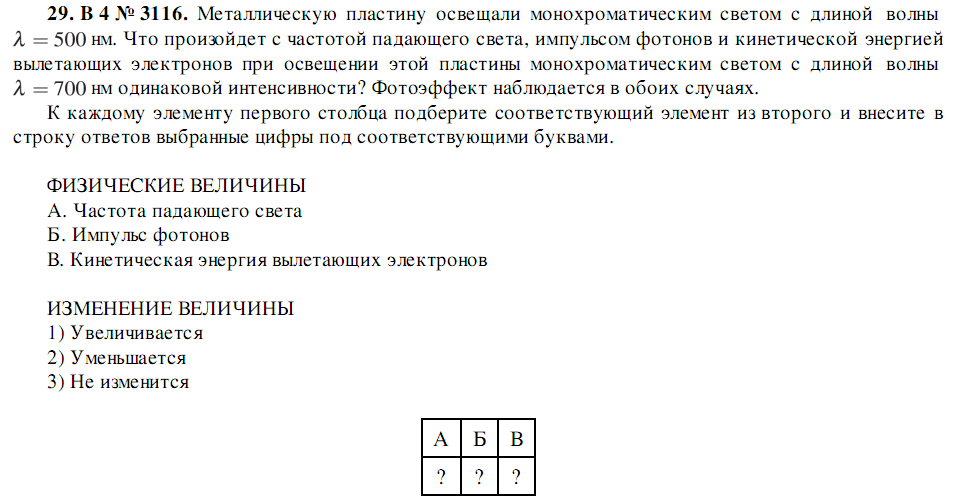 29. В 4 № 3116. Металлическую пластину освещали монохроматическим светом с длиной волны
λ = 500 нм. Что произойдет с частотой падающего света, импульсом фотонов и кинетической энергией
вылетающих электронов при освещении этой пластины монохроматическим светом с длиной волны
λ = 700 нм одинаковой интенсивности? Фотоэффект наблюдается в обоих случаях.
К каждому элементу первого столбца подберите соответствующий элемент из второго и внесите в
строку ответов выбранные цифры под соответствующими буквами.
ФИЗИЧЕСКИЕ ВЕЛИЧИНЫ
А. Частота падающего света
Б. Импульс фотонов
В. Кинетическая энергия вылетающих электронов
ИЗМЕНЕНИЕ ВЕЛИЧИНЫ
1) Увеличивается
2) Уменьшается
3) Не изменится
А Б В
? ? ?